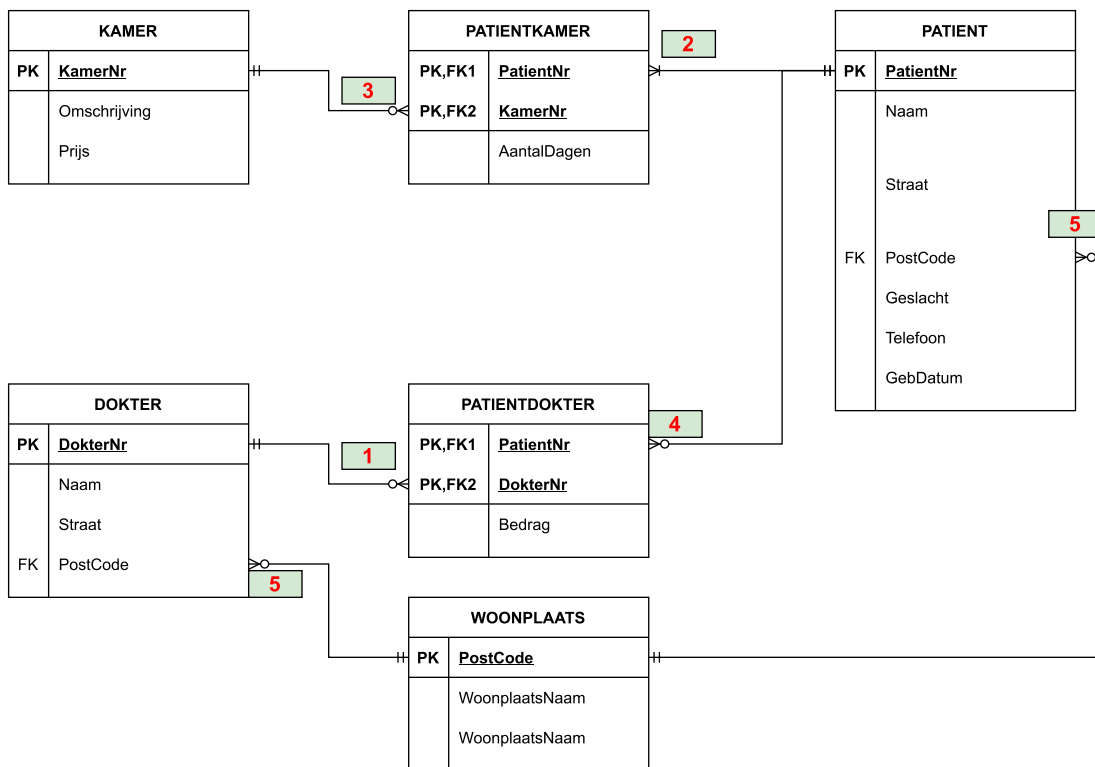 KAMER
PK KamerNr
Omschrijving
Prijs
3
PATIENTKAMER
PK,FK1 PatientNr
PK,FK2 KamerNr
AantalDagen
2
PATIENT
PK PatientNr
Naam
Straat
5
FK PostCode
Geslacht
Telefoon
GebDatum
DOKTER
PK DokterNr
Naam
Straat
FK PostCode
5
1
PATIENTDOKTER
PK,FK1 PatientNr
PK,FK2 DokterNr
Bedrag
4
WOONPLAATS
PK PostCode
WoonplaatsNaam
WoonplaatsNaam